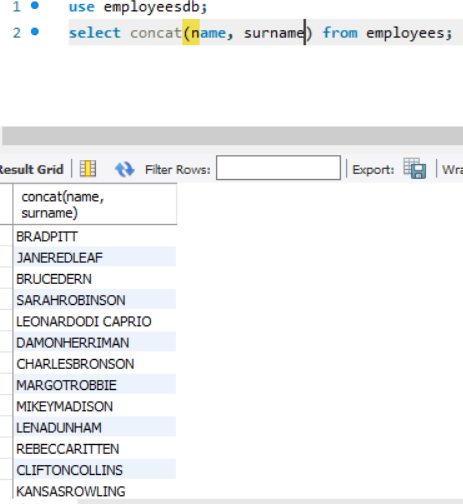 1 use employeesdb;
2 select concat(name, surname) from employees;
Result Grid Filter Rows: Export: Wra
concat(name,
surname)
BRADPITT
JANEREDLEAF
BRUCEDERN
SARAHROBINSON
LEONARDODI CAPRIO
DAMONHERRIMAN
CHARLESBRONSON
MARGOTROBBIE
MIKEYMADISON
LENADUNHAM
REBECCARITTEN
CLIFTONCOLLINS
KANSASROWLING